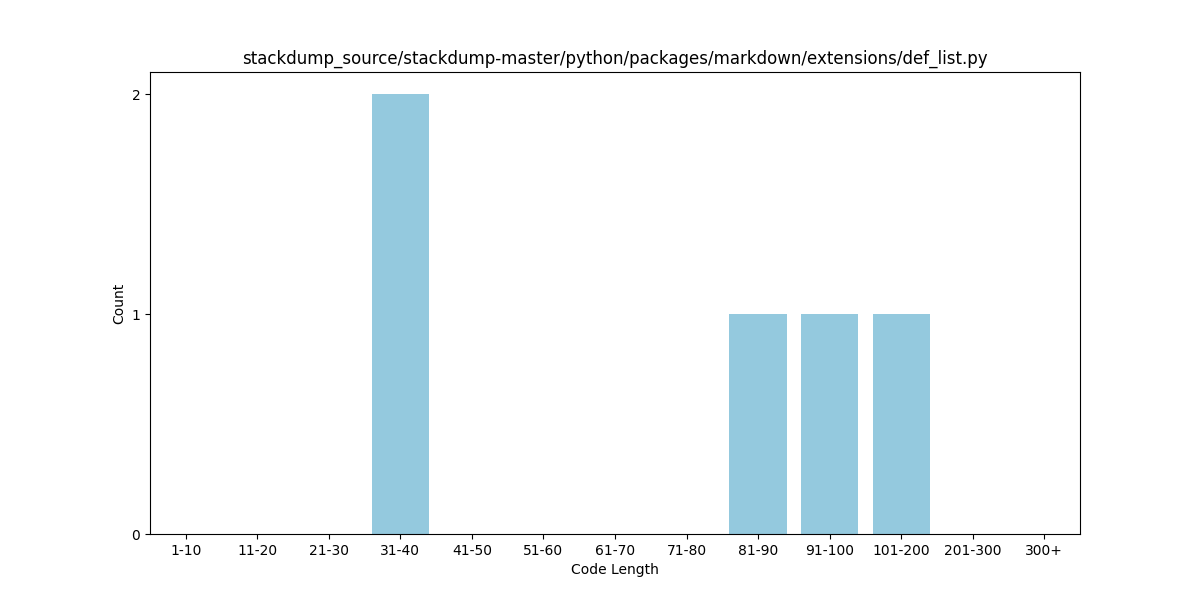 stackdump_source/stackdump-master/python/packages/markdown/extensions/def_list.py
2
1
0
Count
1-10 11-20 21-30 31-40 41-50 51-60 61-70 71-80 81-90 91-100 101-200 201-300 300+
Code Length